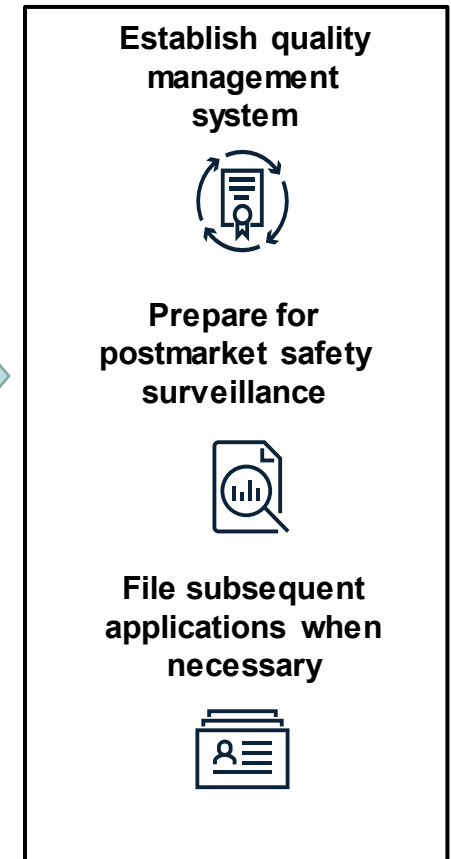 Establish quality
management
system
Prepare for
postmarket safety
surveillance
File subsequent
applications when
necessary